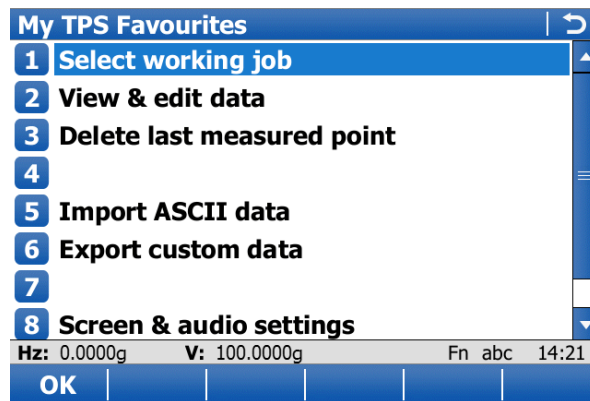 My TPS Favourites
1 Select working job
2 View & edit data
3 Delete last measured point
4
5 Import ASCII data
6 Export custom data
7
8 Screen & audio settings
Hz: 0.0000g V: 100.0000g Fn abc 14:21
OK